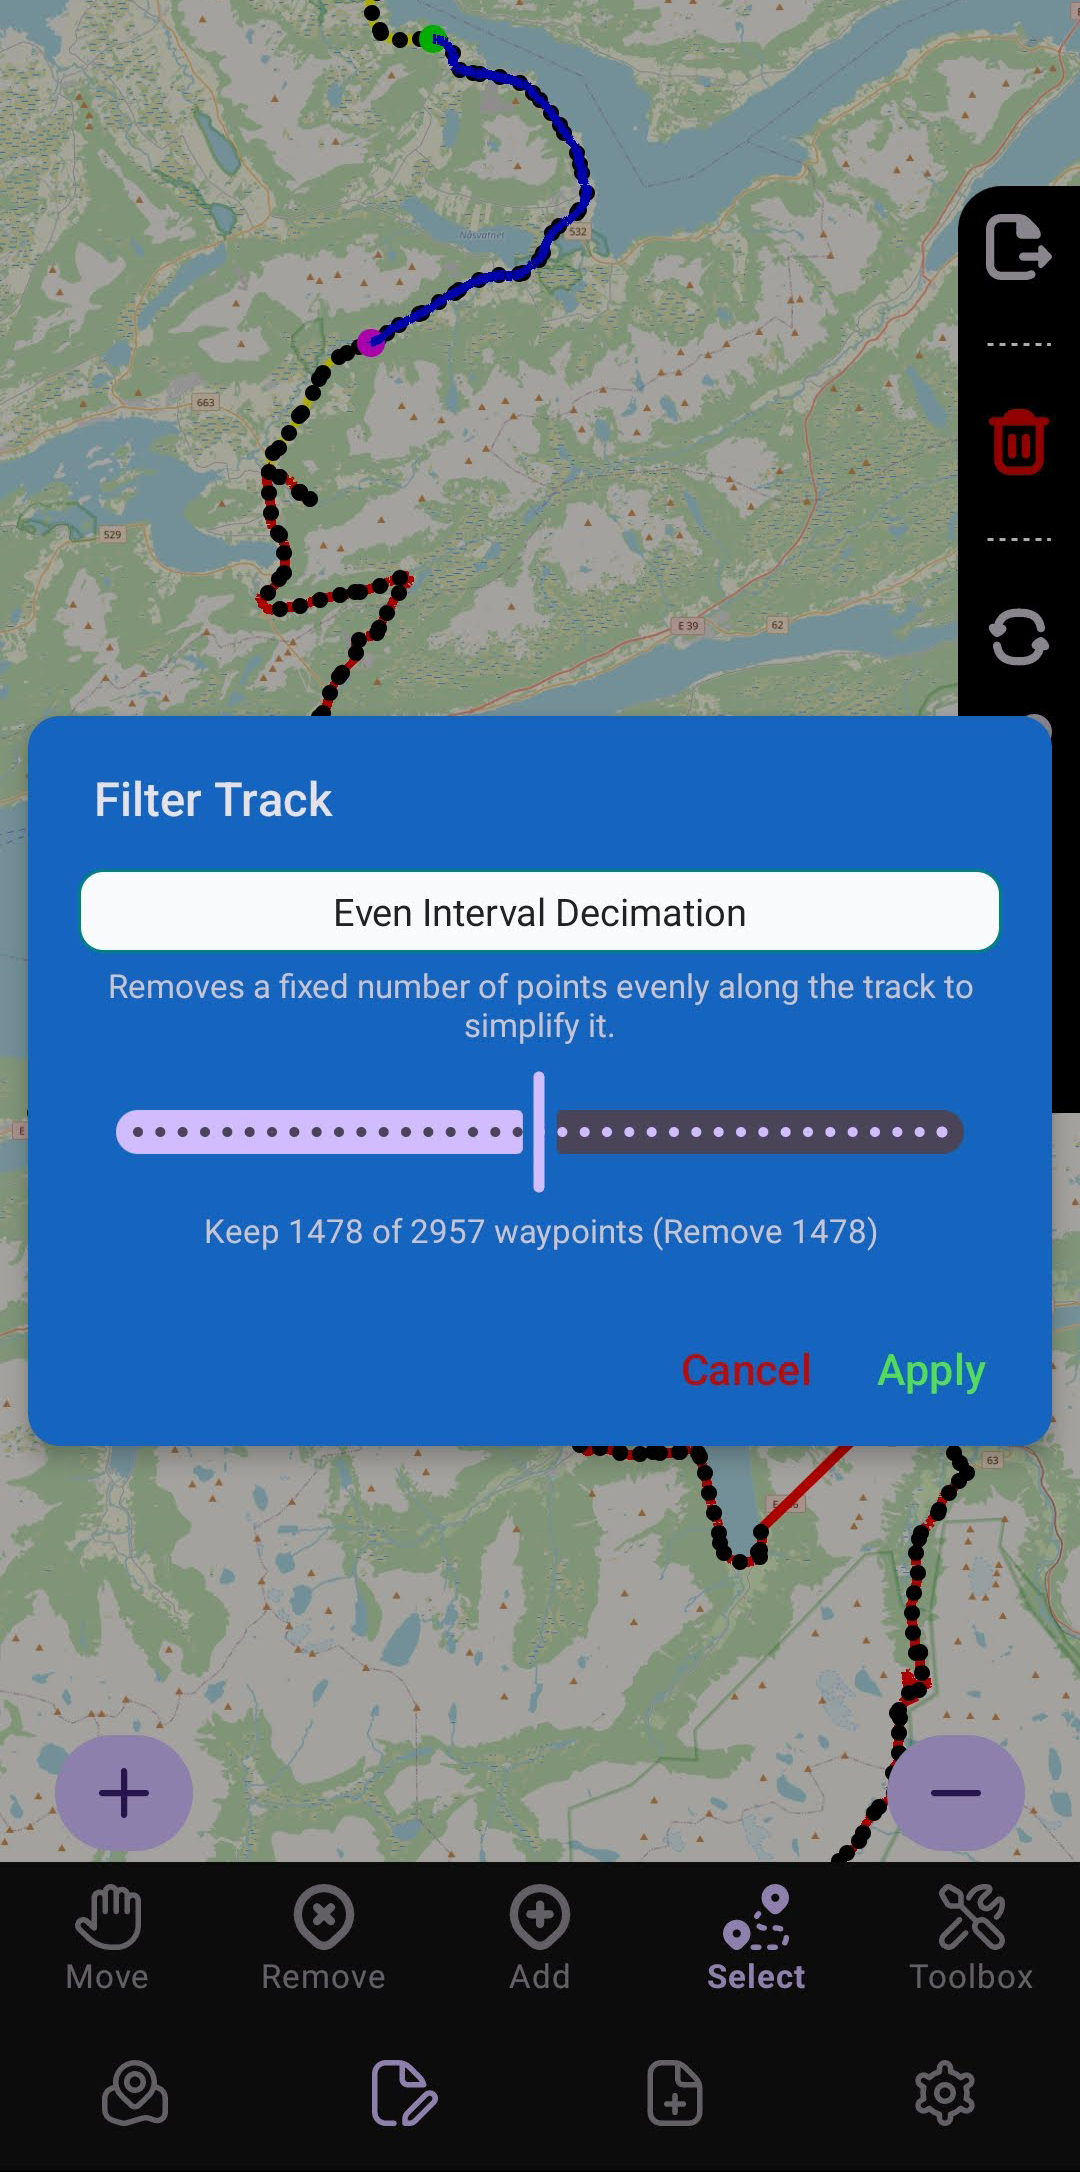 Nåsvatnet
532
663
529
E 39
62
Filter Track
Even Interval Decimation
Removes a fixed number of points evenly along the track to
simplify it.
E
Keep 1478 of 2957 waypoints (Remove 1478)
Cancel
Apply
63
Move
Remove
Add
Select
Toolbox